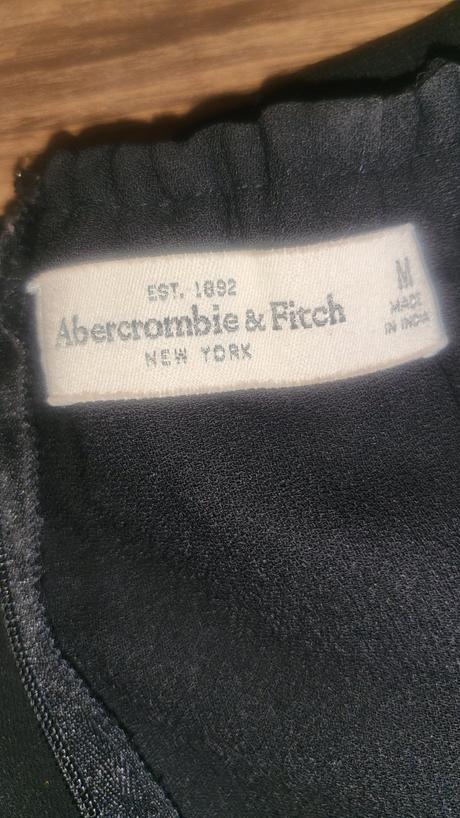 EST. 1892
Abercrombie & Fitch
NEW YORK
M
MADE
IN INDIA